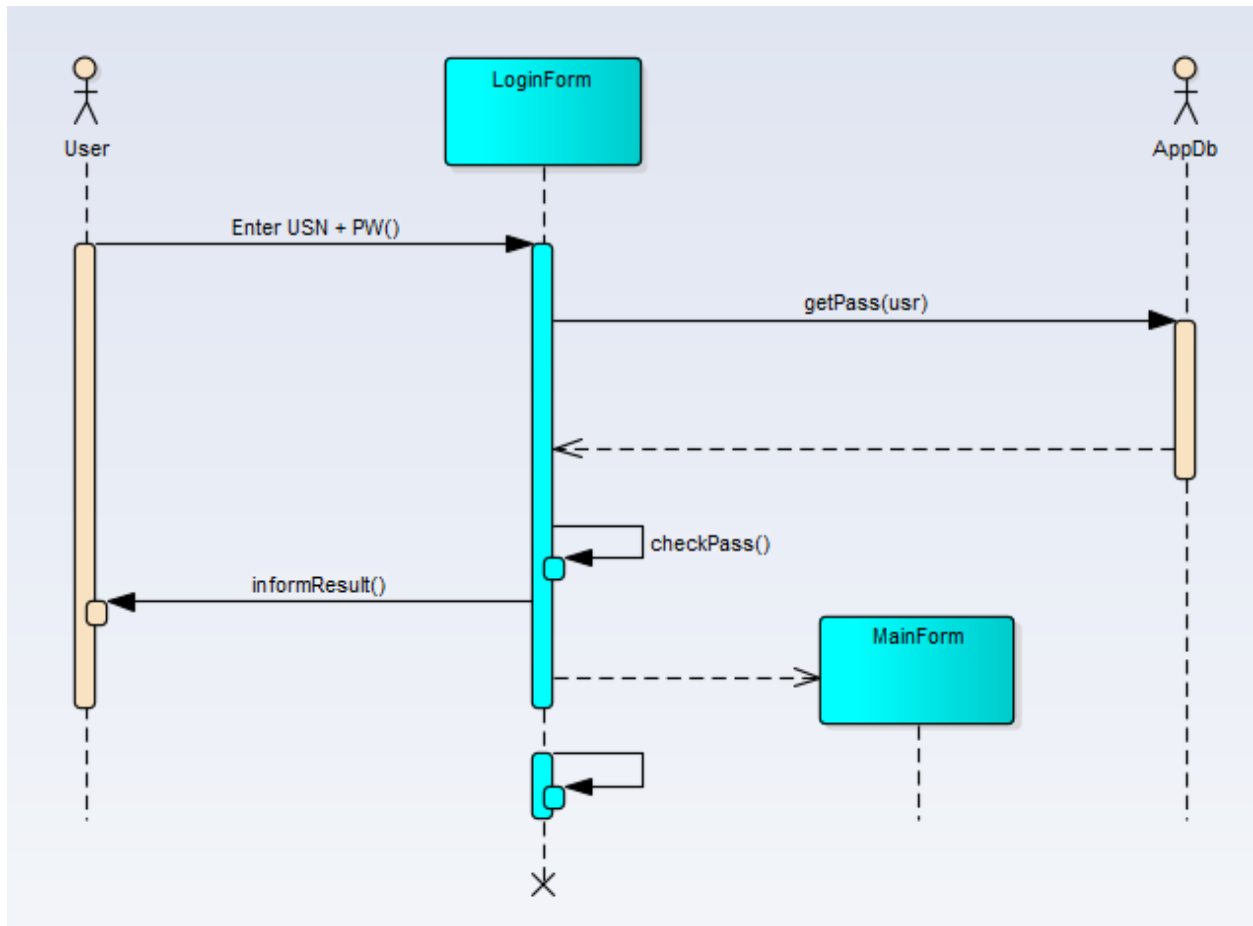 LoginForm
User
AppDb
Enter USN + PW()
getPass(usr)
checkPass()
informResult()
MainForm